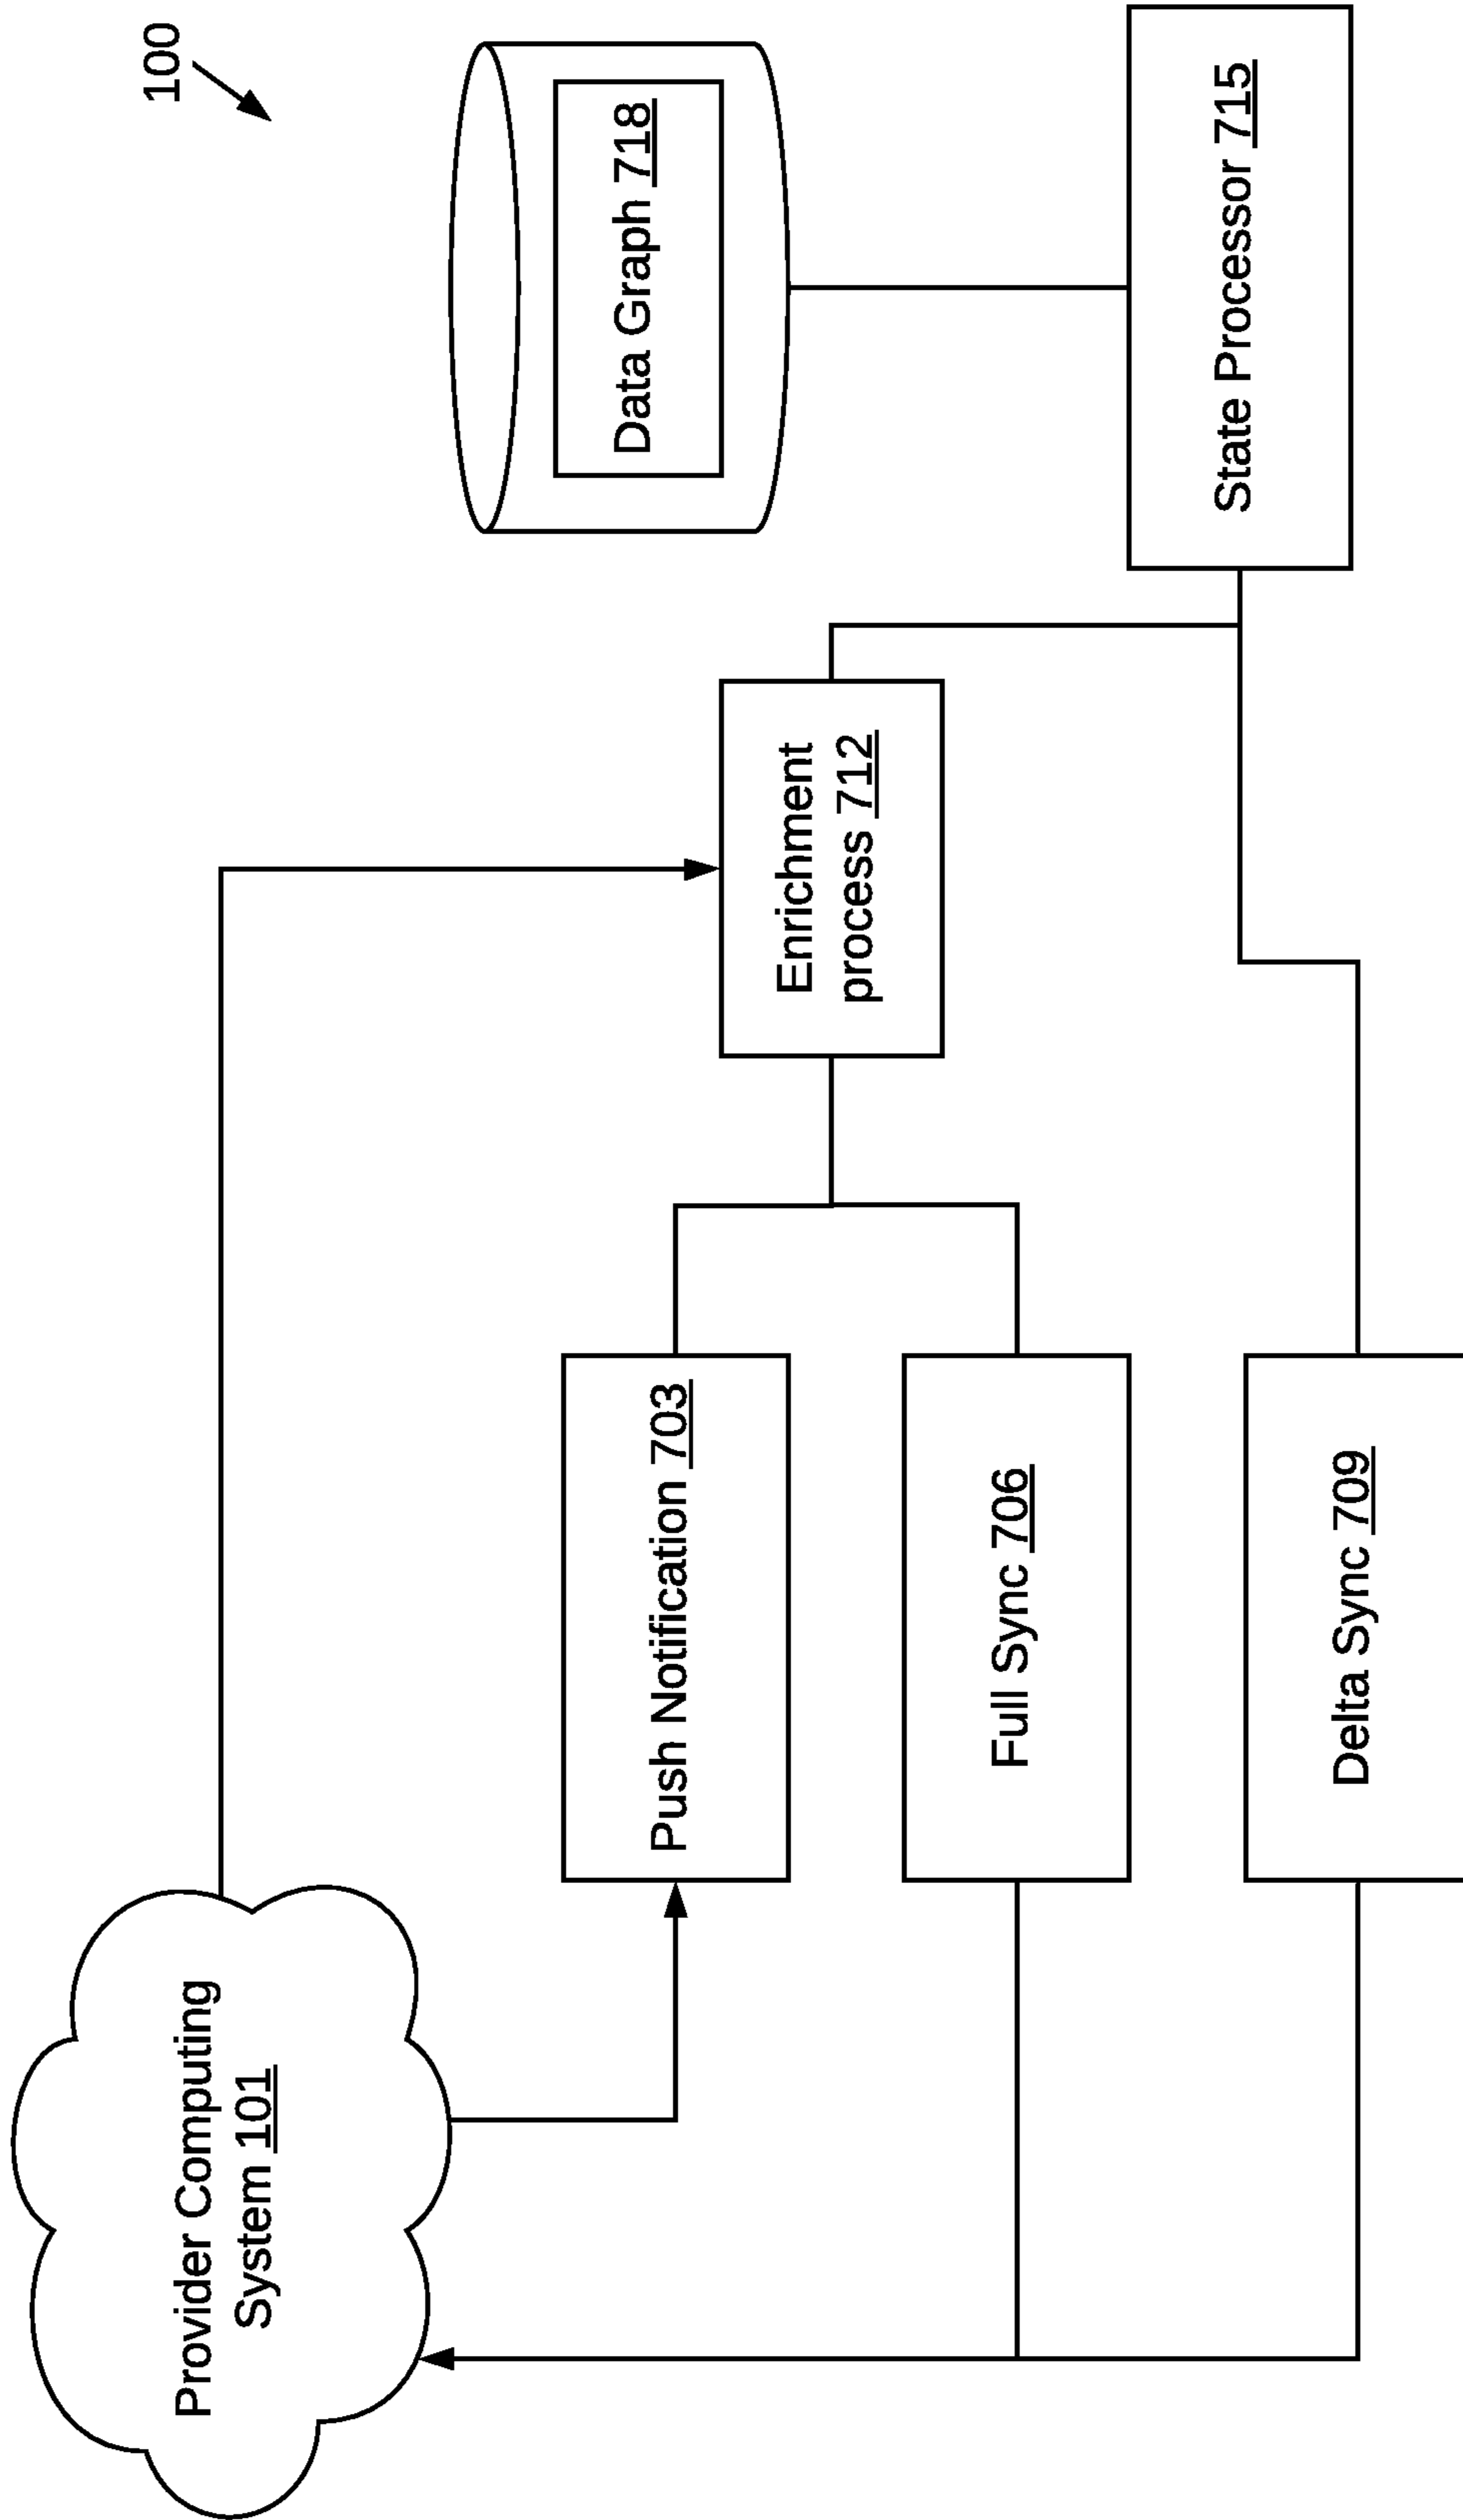 100
Provider Computing
System 101
Data Graph 718
Push Notification 703
Enrichment
process 712
Full Sync 706
State Processor 715
Delta Sync 709